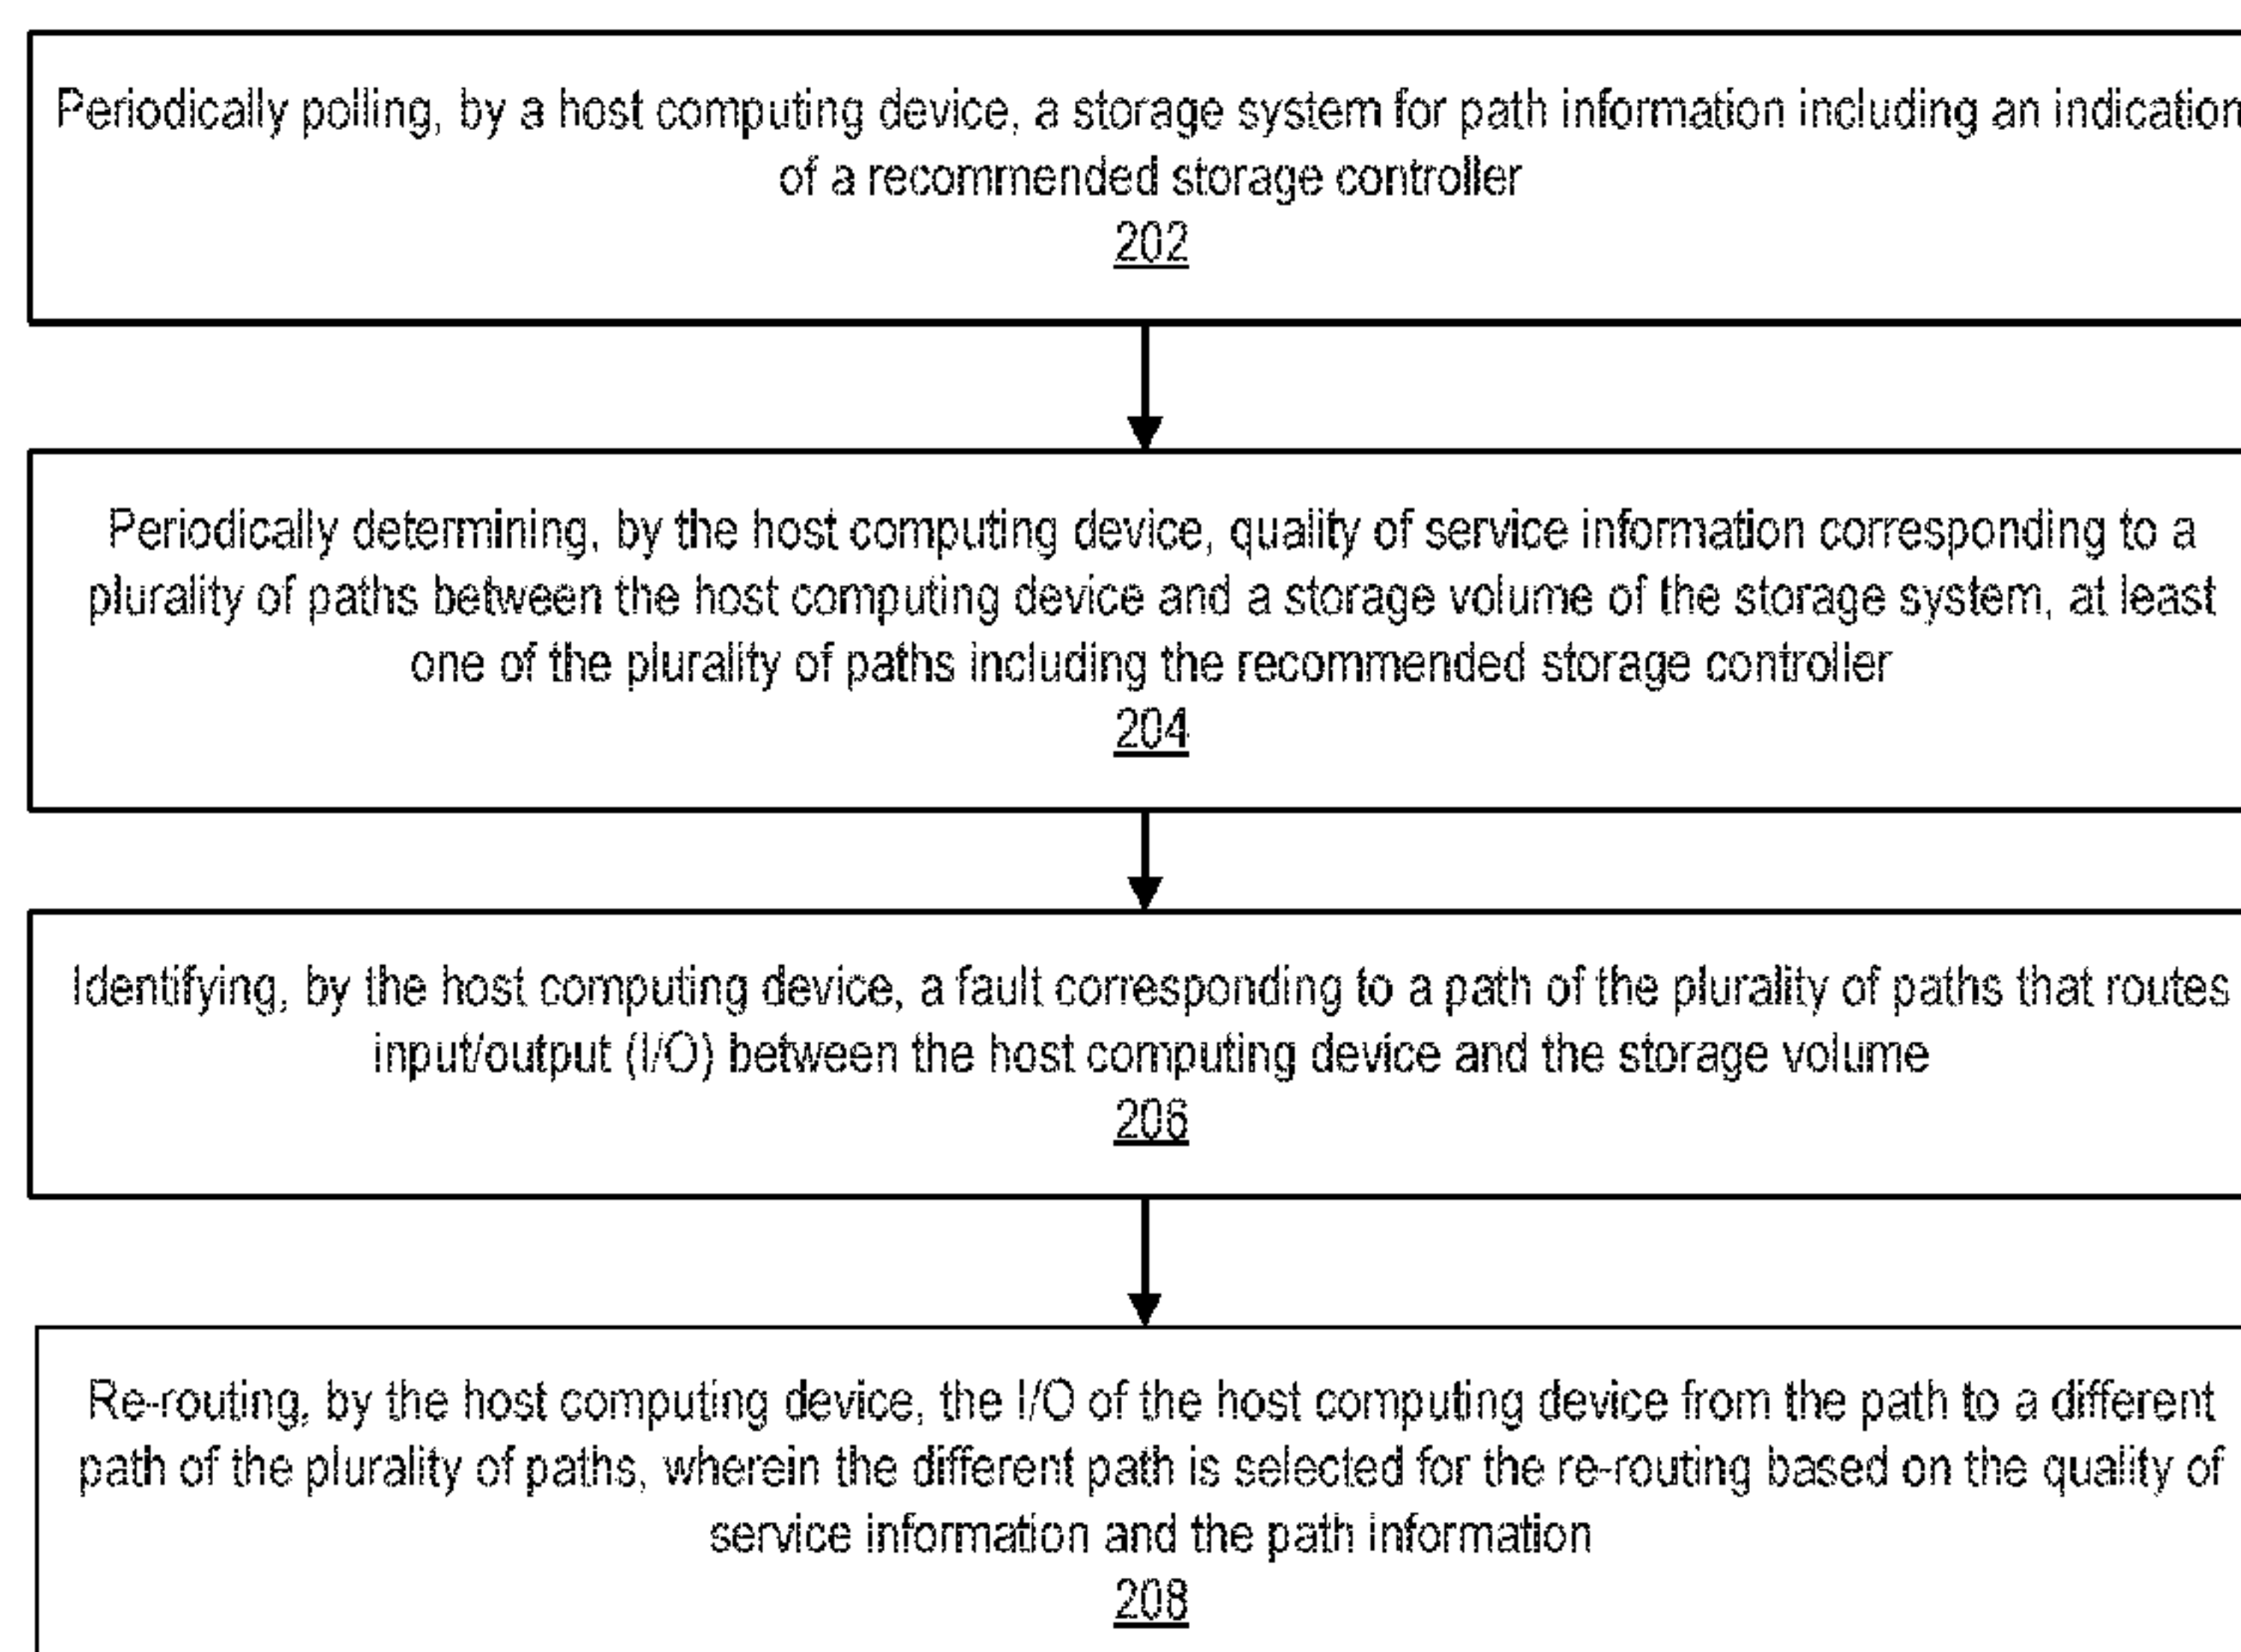 Periodically polling, by a host computing device, a storage system for path information including an indication
of a recommended storage controller
202
Periodically determining, by the host computing device, quality of service information corresponding to a
plurality of paths between the host computing device and a storage volume of the storage system, at least
one of the plurality of paths including the recommended storage controller
204
Identifying, by the host computing device, a fault corresponding to a path of the plurality of paths that routes
input/output (I/O) between the host computing device and the storage volume
206
Re-routing, by the host computing device, the I/O of the host computing device from the path to a different
path of the plurality of paths, wherein the different path is selected for the re-routing based on the quality of
service information and the path information
208